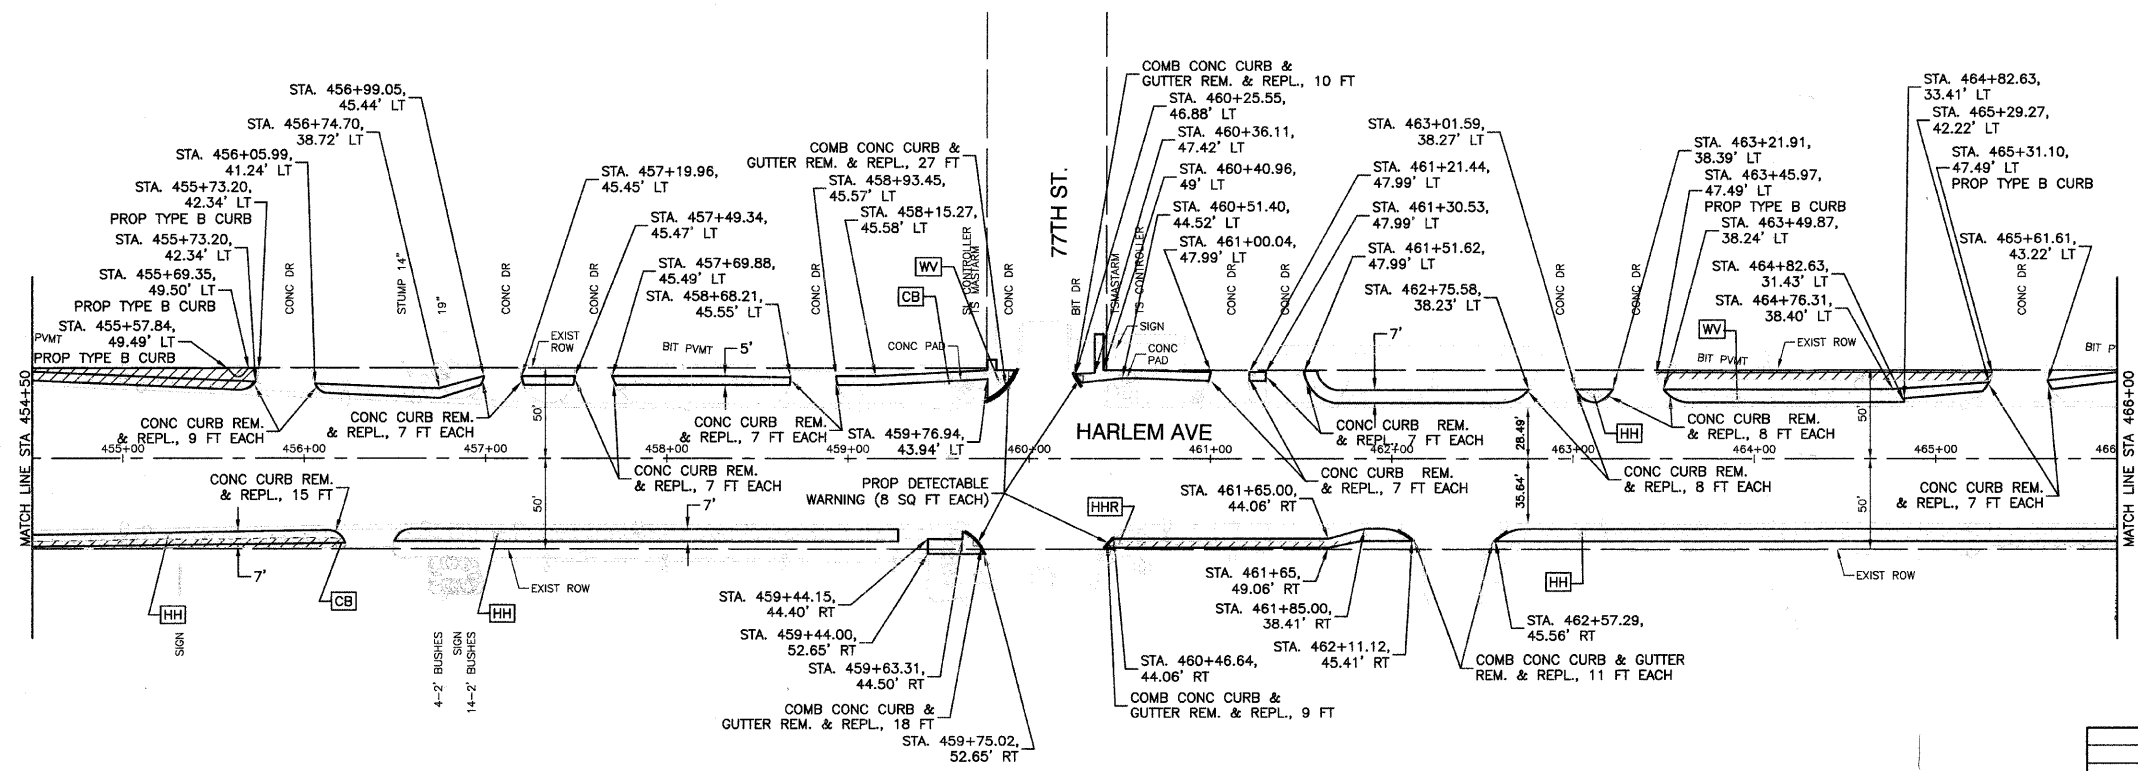 STA. 456+99.05,
45.44' LT
STA. 456+74.70,
38.72' LT
STA. 456+05.99,
41.24' LT
STA. 455+73.20,
42.34' LT
PROP TYPE B CURB
STA. 455+73.20,
42.34' LT
STA. 455+69.35,
49.50' LT
PROP TYPE B CURB
STA. 455+57.84,
49.49' LT
PROP TYPE B CURB
PVMT
CONC DR
STUMP 14"
19"
CONC DR
CONC DR
STA. 457+19.96,
45.45' LT
STA. 457+49.34,
45.47' LT
STA. 457+69.88,
45.49' LT
STA. 458+68.21,
45.55' LT
EXIST
ROW
BIT PVMT
5'
COMB CONC CURB &
GUTTER REM. & REPL., 27 FT
STA. 458+93.45,
45.57' LT
STA. 458+15.27,
45.58' LT
CONC DR
WV
CB
CONC PAD
TS MASTARM
CONC DR
77TH ST.
COMB CONC CURB &
GUTTER REM. & REPL., 10 FT
STA. 460+25.55,
46.88' LT
STA. 460+36.11,
47.42' LT
STA. 460+40.96,
49' LT
STA. 460+51.40,
44.52' LT
STA. 461+00.04,
47.99' LT
BIT DR
TSMASTARM
TS CONTROLLER
SIGN
CONC
PAD
CONC DR
CONC DR
STA. 463+01.59,
38.27' LT
STA. 461+21.44,
47.99' LT
STA. 461+30.53,
47.99' LT
STA. 461+51.62,
47.99' LT
STA. 462+75.58,
38.23' LT
7'
CONC DR
CONC DR
STA. 463+21.91,
38.39' LT
STA. 463+45.97,
47.49' LT
PROP TYPE B CURB
STA. 463+49.87,
38.24' LT
STA. 464+82.63,
31.43' LT
STA. 464+76.31,
38.40' LT
WV
BIT PVMT
EXIST ROW
STA. 464+82.63,
33.41' LT
STA. 465+29.27,
42.22' LT
STA. 465+31.10,
47.49' LT
PROP TYPE B CURB
STA. 465+61.61,
43.22' LT
CONC DR
BIT P
CONC CURB REM.
& REPL., 9 FT EACH
CONC CURB REM.
& REPL., 7 FT EACH
50'
CONC CURB REM.
& REPL., 7 FT EACH
STA. 459+76.94,
43.94' LT
HARLEM AVE
CONC CURB REM.
& REPL., 7 FT EACH
28.49'
HH
CONC CURB REM.
& REPL., 8 FT EACH
50'
MATCH LINE STA 454+50
455+00
456+00
457+00
458+00
459+00
460+00
461+00
462+00
463+00
464+00
465+00
466
MATCH LINE STA 466+00
CONC CURB REM.
& REPL., 15 FT
CONC CURB REM.
& REPL., 7 FT EACH
50'
7'
PROP DETECTABLE
WARNING (8 SQ FT EACH)
HHR
STA. 461+65.00,
44.06' RT
CONC CURB REM.
& REPL., 7 FT EACH
35.64'
CONC CURB REM.
& REPL., 8 FT EACH
50'
CONC CURB REM.
& REPL., 7 FT EACH
7'
HH
CB
SIGN
HH
EXIST ROW
4-2' BUSHES
SIGN
14-2' BUSHES
STA. 459+44.15,
44.40' RT
STA. 459+44.00,
52.65' RT
STA. 459+63.31,
44.50' RT
COMB CONC CURB &
GUTTER REM. & REPL., 18 FT
STA. 459+75.02,
52.65' RT
STA. 461+65,
49.06' RT
STA. 461+85.00,
38.41' RT
STA. 462+11.12,
45.41' RT
STA. 460+46.64,
44.06' RT
COMB CONC CURB &
GUTTER REM. & REPL., 9 FT
HH
STA. 462+57.29,
45.56' RT
COMB CONC CURB & GUTTER
REM. & REPL., 11 FT EACH
EXIST ROW